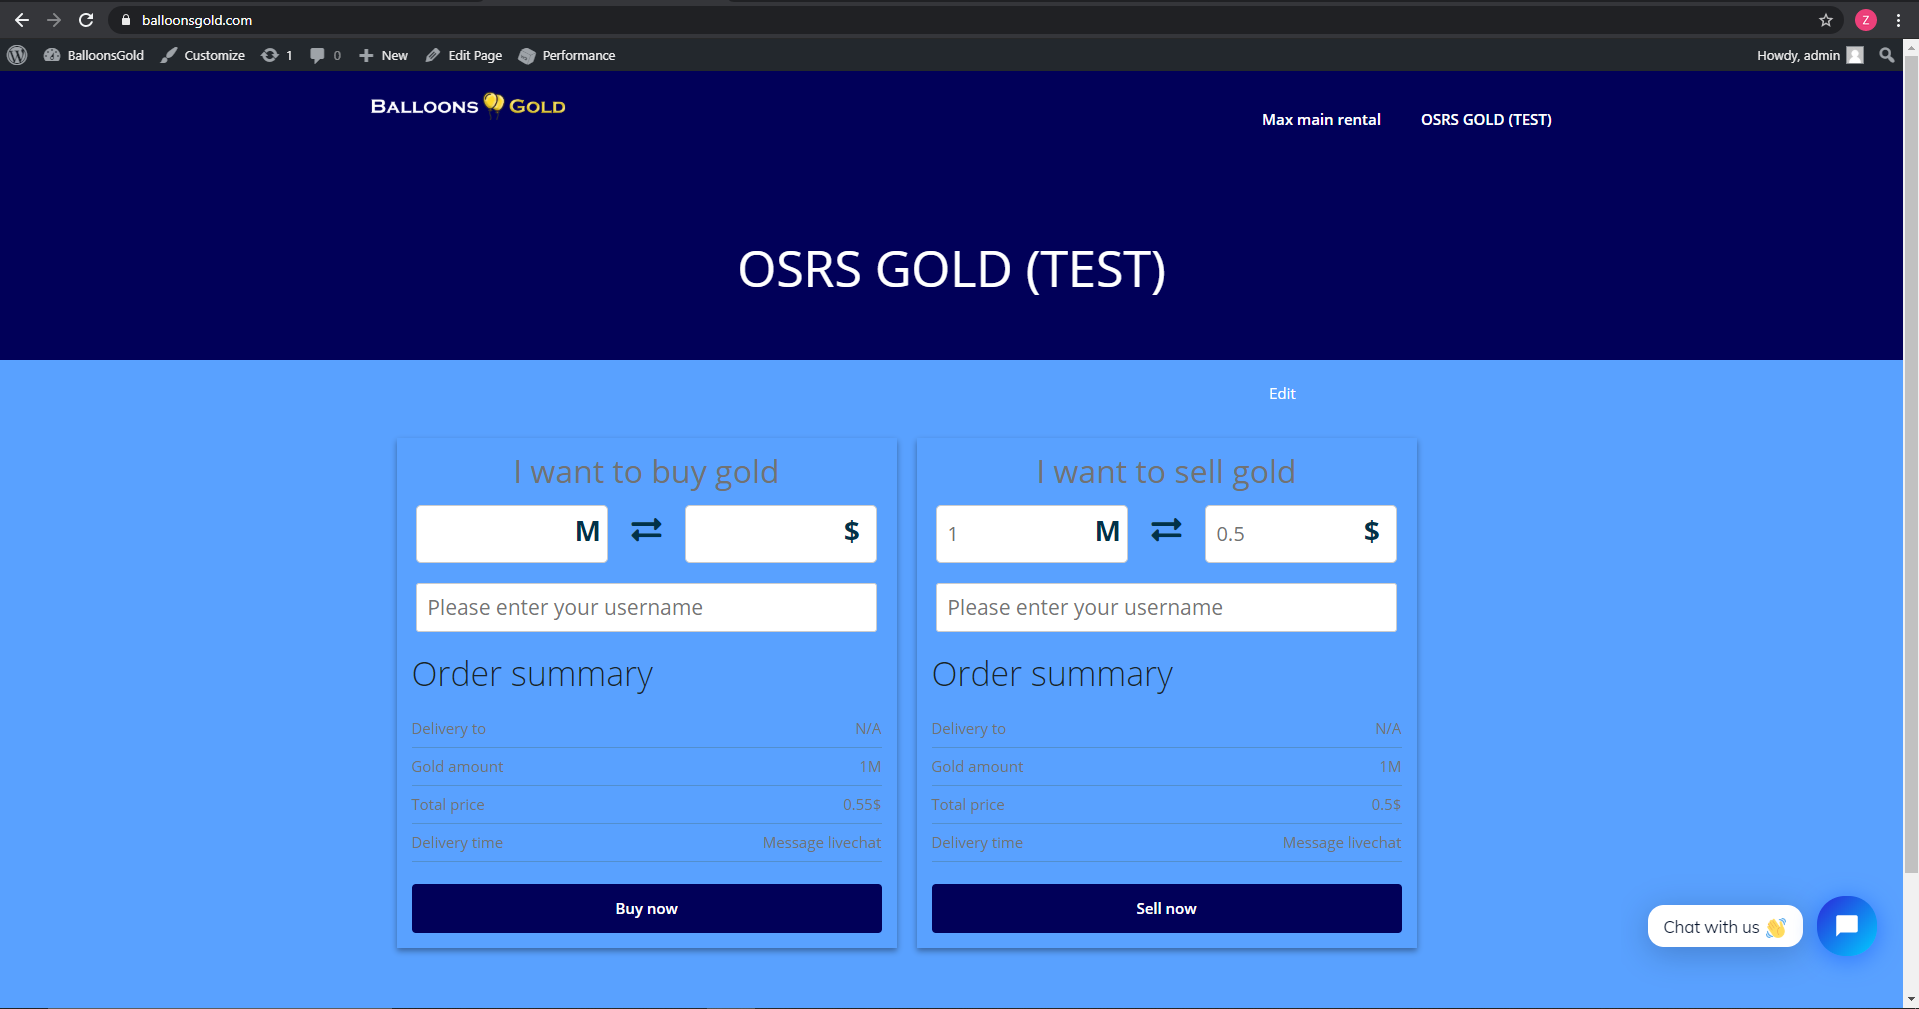 balloonsgold.com
Z
BalloonsGold Customize 1 0 New Edit Page Performance Howdy, admin
BALLOONS GOLD
Max main rental OSRS GOLD (TEST)
OSRS GOLD (TEST)
Edit
I want to buy gold
M $
Please enter your username
Order summary
Delivery to N/A
Gold amount 1M
Total price 0.55$
Delivery time Message livechat
Buy now
I want to sell gold
1 M 0.5 $
Please enter your username
Order summary
Delivery to N/A
Gold amount 1M
Total price 0.5$
Delivery time Message livechat
Sell now
Chat with us 👋